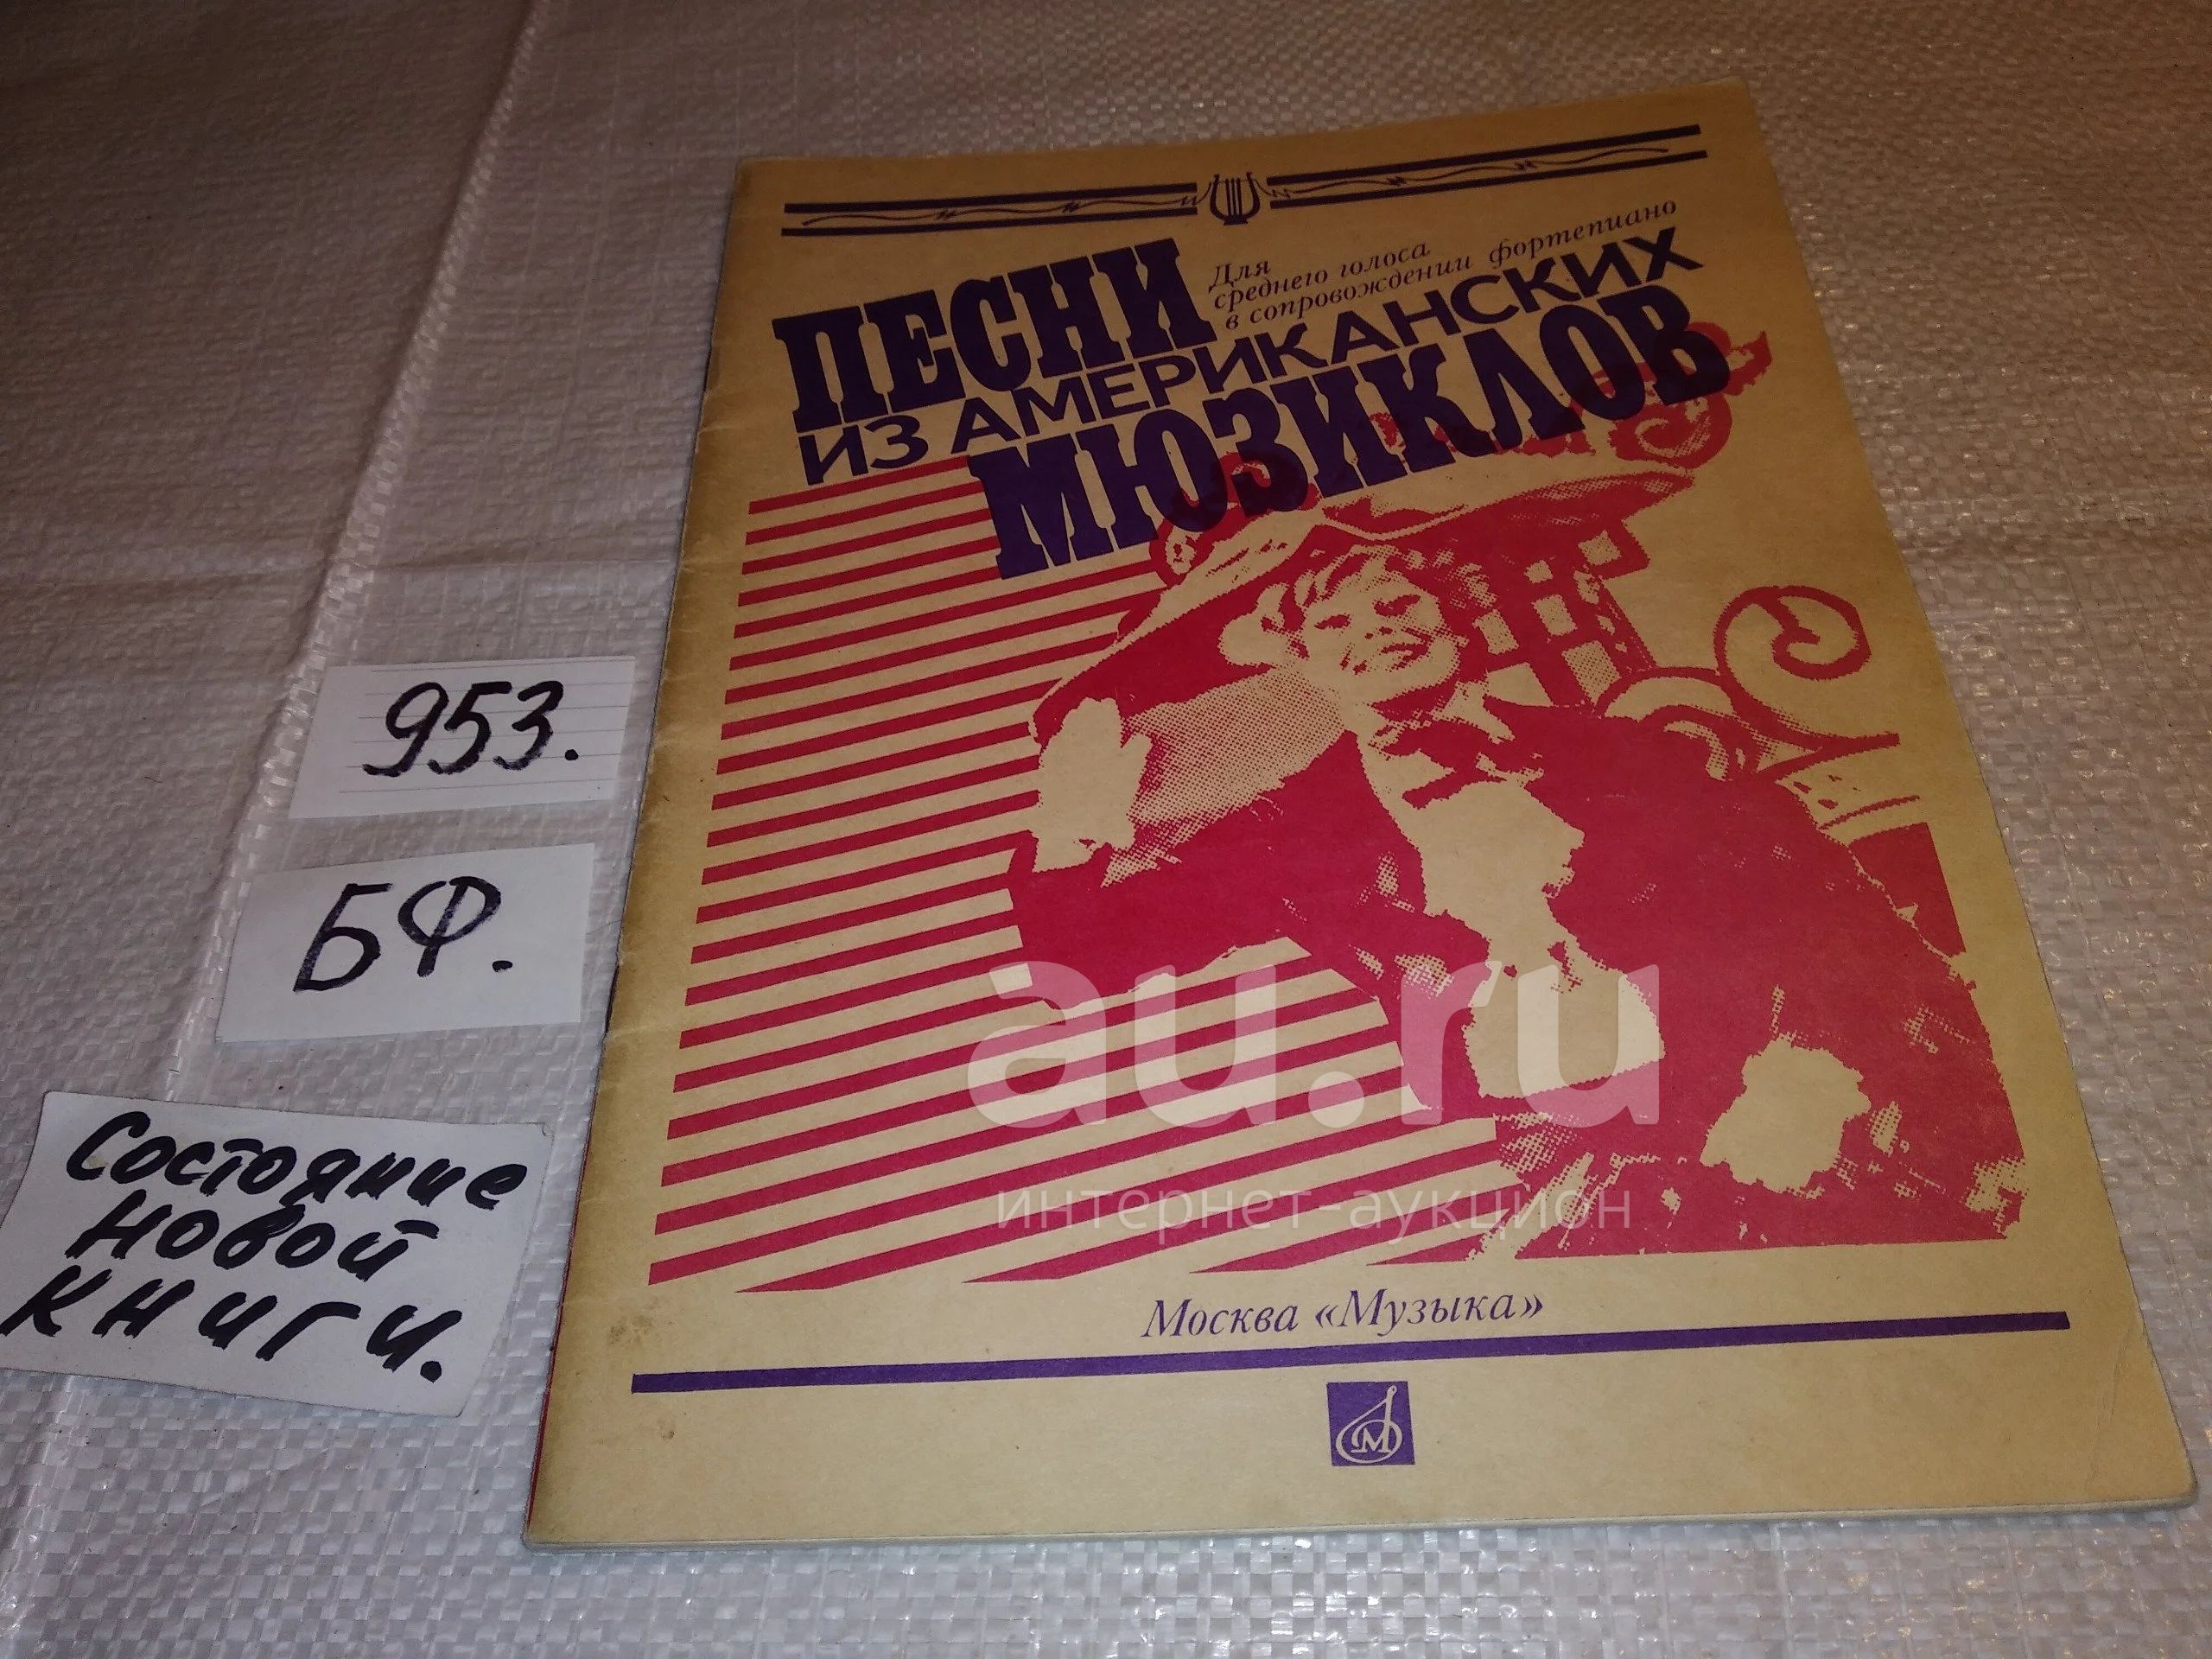 Для
среднего голоса
в сопровождении фортепиано
ПЕСНИ
ИЗ АМЕРИКАНСКИХ
МЮЗИКЛОВ
953.
БФ.
Состояние
новой
книги.
au.ru
интернет-аукцион
Москва «Музыка»
М